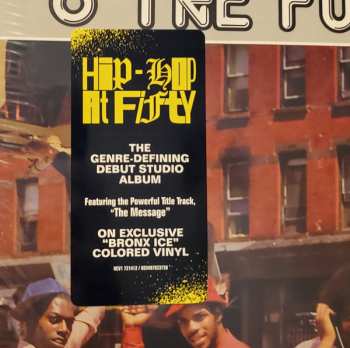 & THE FU
HIP-HOP
At FiFtY
THE
GENRE-DEFINING
DEBUT STUDIO
ALBUM
Featuring the Powerful Title Track,
"The Message"
ON EXCLUSIVE
"BRONX ICE"
COLORED VINYL